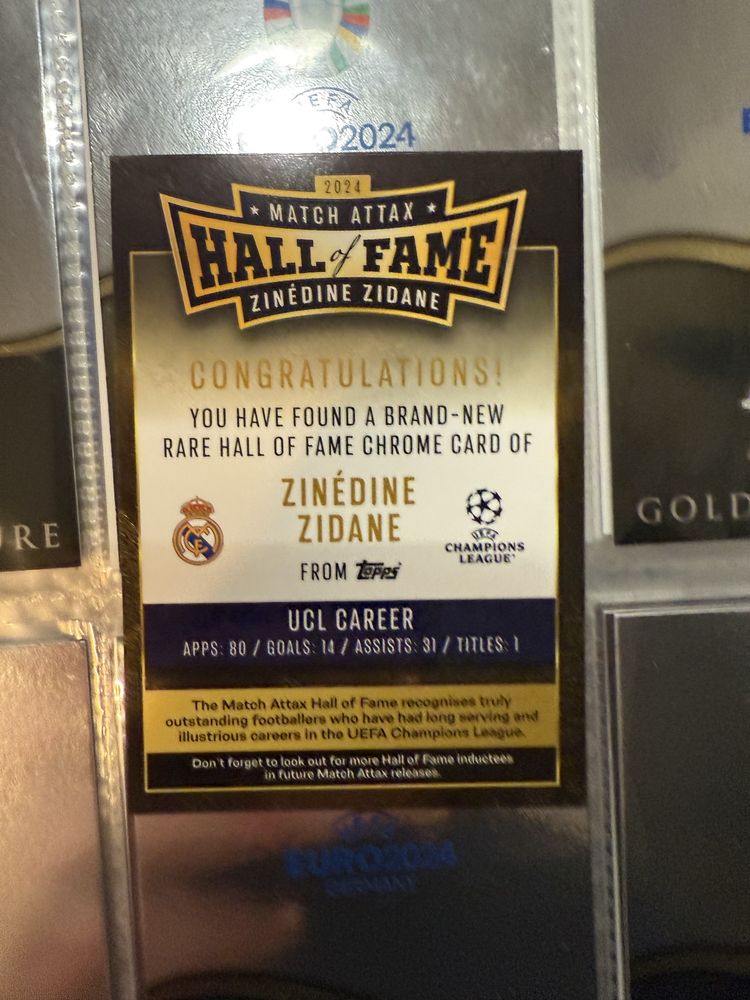 UEFA
EURO2024
2024
MATCH ATTAX
HALL of FAME
ZINÉDINE ZIDANE
CONGRATULATIONS!
YOU HAVE FOUND A BRAND-NEW
RARE HALL OF FAME CHROME CARD OF
ZINÉDINE
ZIDANE
UEFA
CHAMPIONS
LEAGUE
FROM Topps
UCL CAREER
APPS: 80 / GOALS: 14 / ASSISTS: 31 / TITLES: 1
The Match Attax Hall of Fame recognises truly
outstanding footballers who have had long serving and
illustrious careers in the UEFA Champions League.
Don't forget to look out for more Hall of Fame inductees
in future Match Attax releases.
URE
GOLD
EURO2024
GERMANY